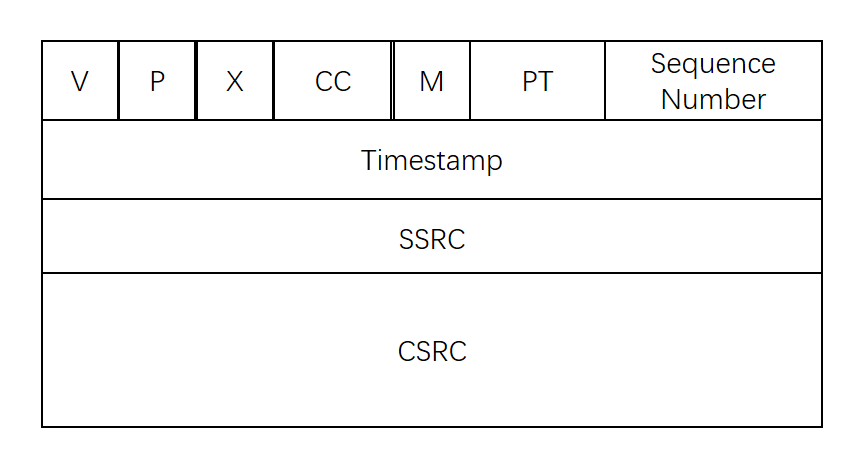 V P X CC M PT Sequence
Number
Timestamp
SSRC
CSRC